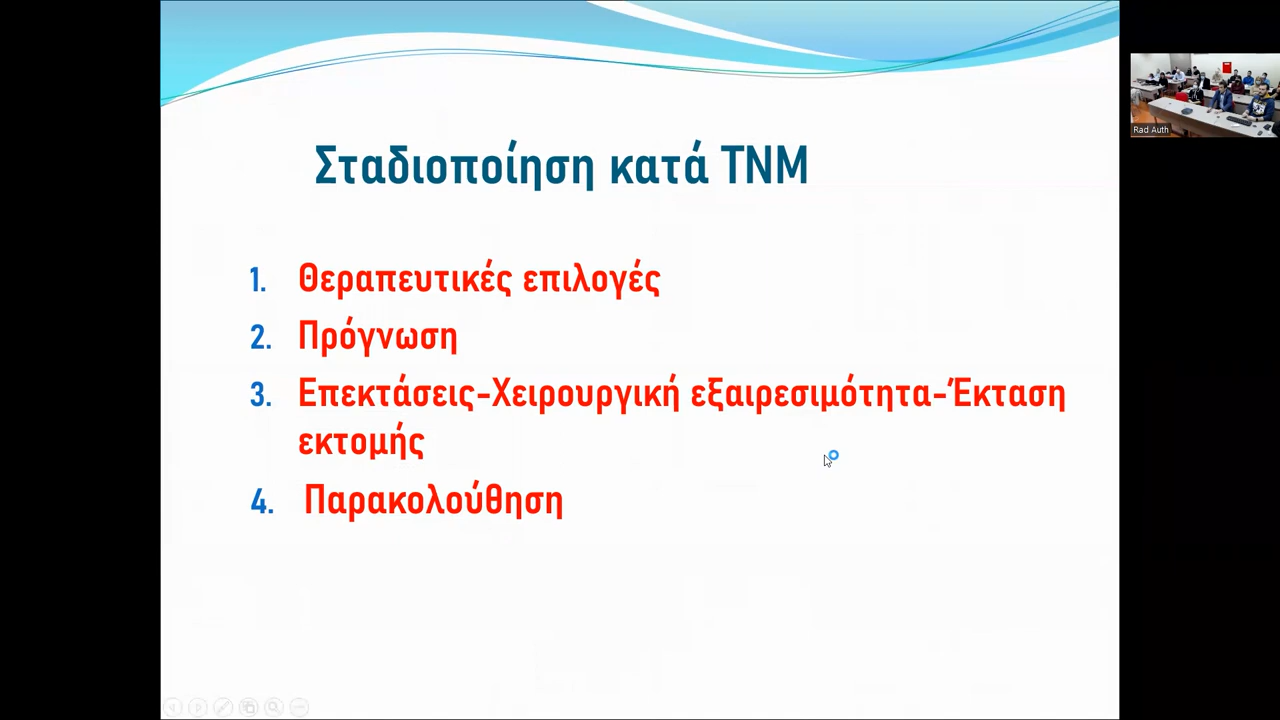 Σταδιοποίηση κατά TNM
1. Θεραπευτικές επιλογές
2. Πρόγνωση
3. Επεκτάσεις-Χειρουργική εξαιρεσιμότητα-Έκταση
εκτομής
4. Παρακολούθηση
Rad Auth